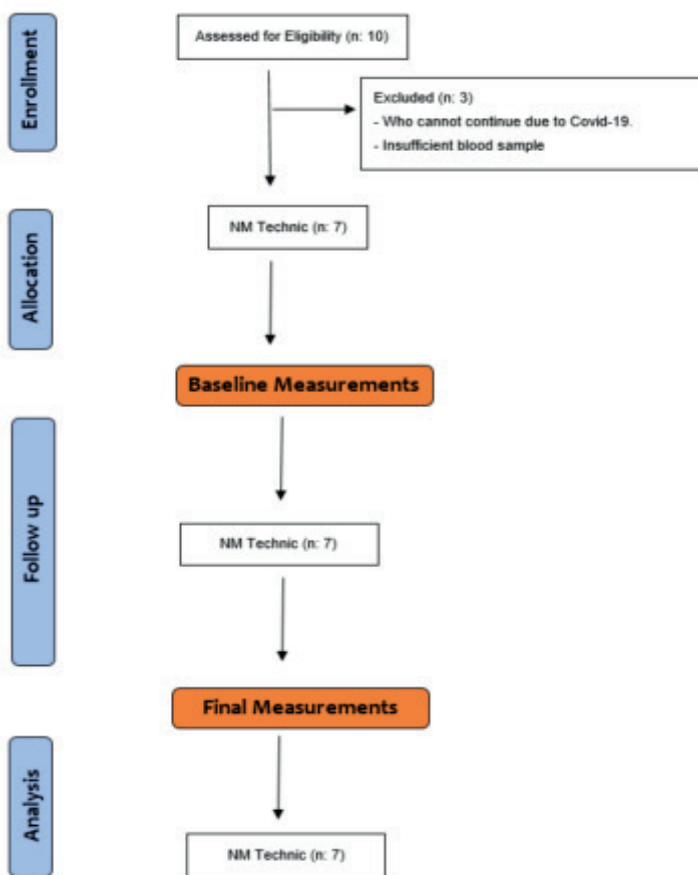 Enrollment
Assessed for Eligibility (n: 10)
Excluded (n: 3)
- Who cannot continue due to Covid-19.
- Insufficient blood sample
Allocation
NM Technic (n: 7)
Baseline Measurements
Follow up
NM Technic (n: 7)
Final Measurements
Analysis
NM Technic (n: 7)